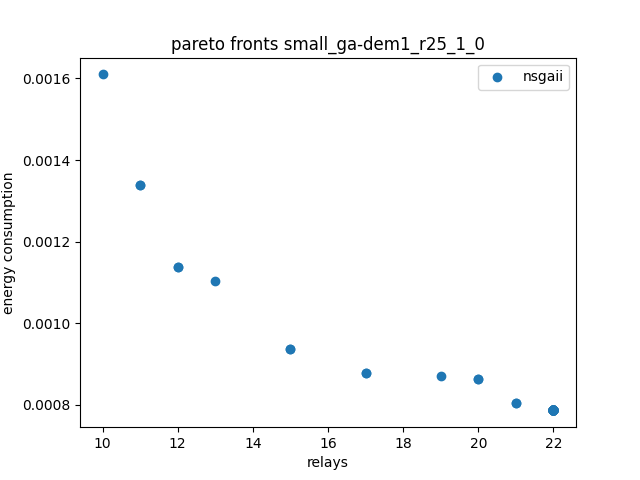 pareto fronts small_ga-dem1_r25_1_0
nsgaii
energy consumption
0.0016
0.0014
0.0012
0.0010
0.0008
10 12 14 16 18 20 22
relays